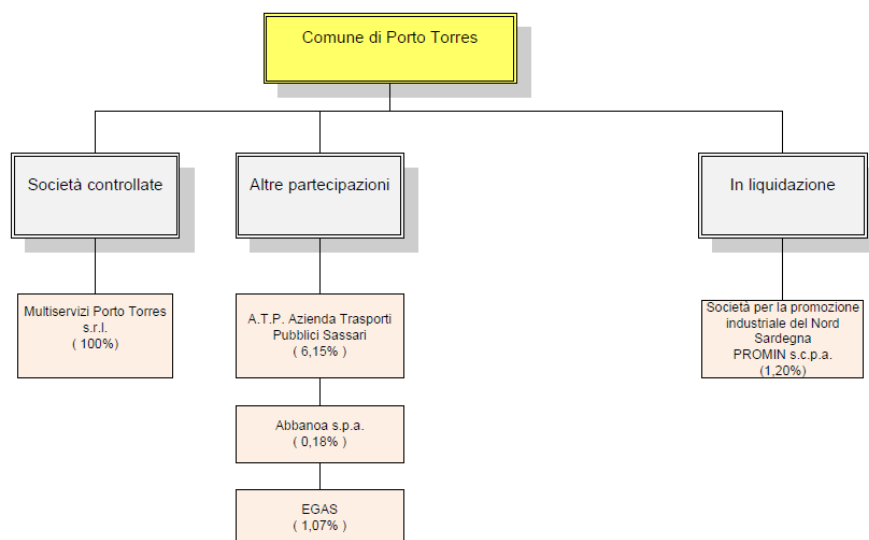 Comune di Porto Torres
Società controllate
Altre partecipazioni
In liquidazione
Multiservizi Porto Torres
s.r.l.
( 100%)
A.T.P. Azienda Trasporti
Pubblici Sassari
( 6,15% )
Società per la promozione
industriale del Nord
Sardegna
PROMIN s.c.p.a.
(1,20%)
Abbanoa s.p.a.
( 0,18% )
EGAS
( 1,07% )